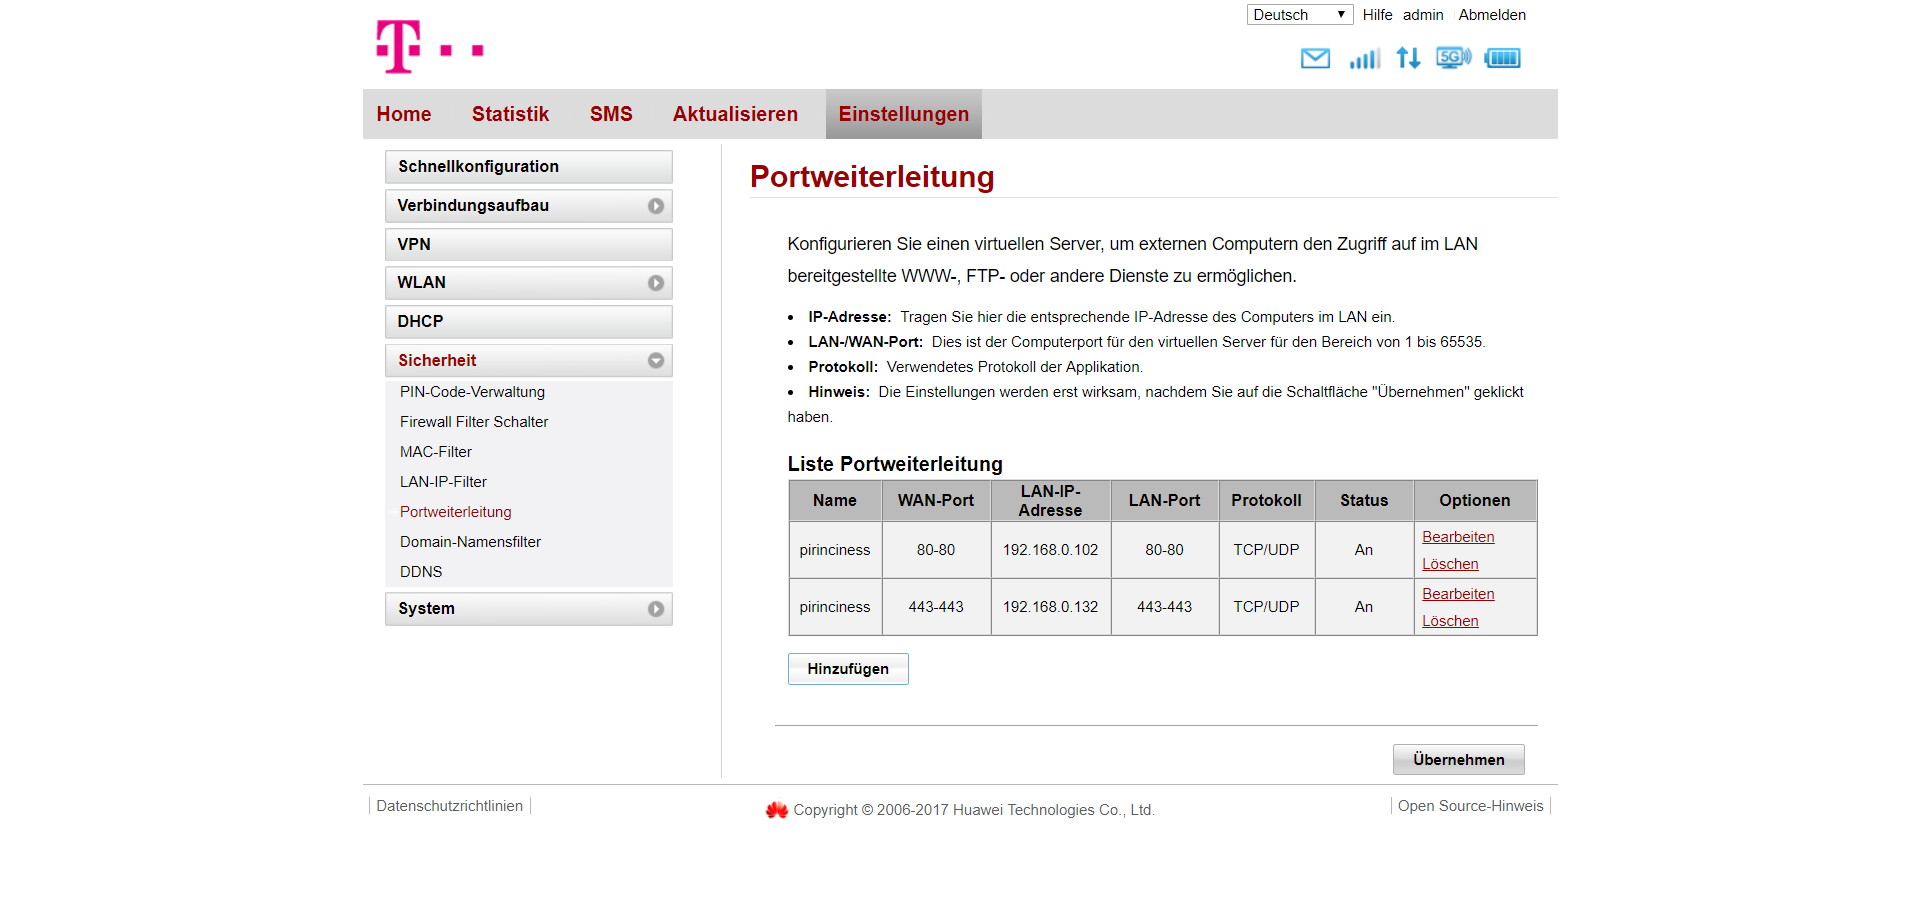 Deutsch Hilfe admin Abmelden
T
5G
Home Statistik SMS Aktualisieren Einstellungen
Schnellkonfiguration
Verbindungsaufbau
VPN
WLAN
DHCP
Sicherheit
PIN-Code-Verwaltung
Firewall Filter Schalter
MAC-Filter
LAN-IP-Filter
Portweiterleitung
Domain-Namensfilter
DDNS
System
Portweiterleitung
Konfigurieren Sie einen virtuellen Server, um externen Computern den Zugriff auf im LAN
bereitgestellte WWW-, FTP- oder andere Dienste zu ermöglichen.
• IP-Adresse: Tragen Sie hier die entsprechende IP-Adresse des Computers im LAN ein.
• LAN-/WAN-Port: Dies ist der Computerport für den virtuellen Server für den Bereich von 1 bis 65535.
• Protokoll: Verwendetes Protokoll der Applikation.
• Hinweis: Die Einstellungen werden erst wirksam, nachdem Sie auf die Schaltfläche "Übernehmen" geklickt
haben.
Liste Portweiterleitung
Name WAN-Port LAN-IP-Adresse LAN-Port Protokoll Status Optionen
pirinciness 80-80 192.168.0.102 80-80 TCP/UDP An Bearbeiten
Löschen
pirinciness 443-443 192.168.0.132 443-443 TCP/UDP An Bearbeiten
Löschen
Hinzufügen
Übernehmen
Datenschutzrichtlinien Copyright © 2006-2017 Huawei Technologies Co., Ltd. Open Source-Hinweis